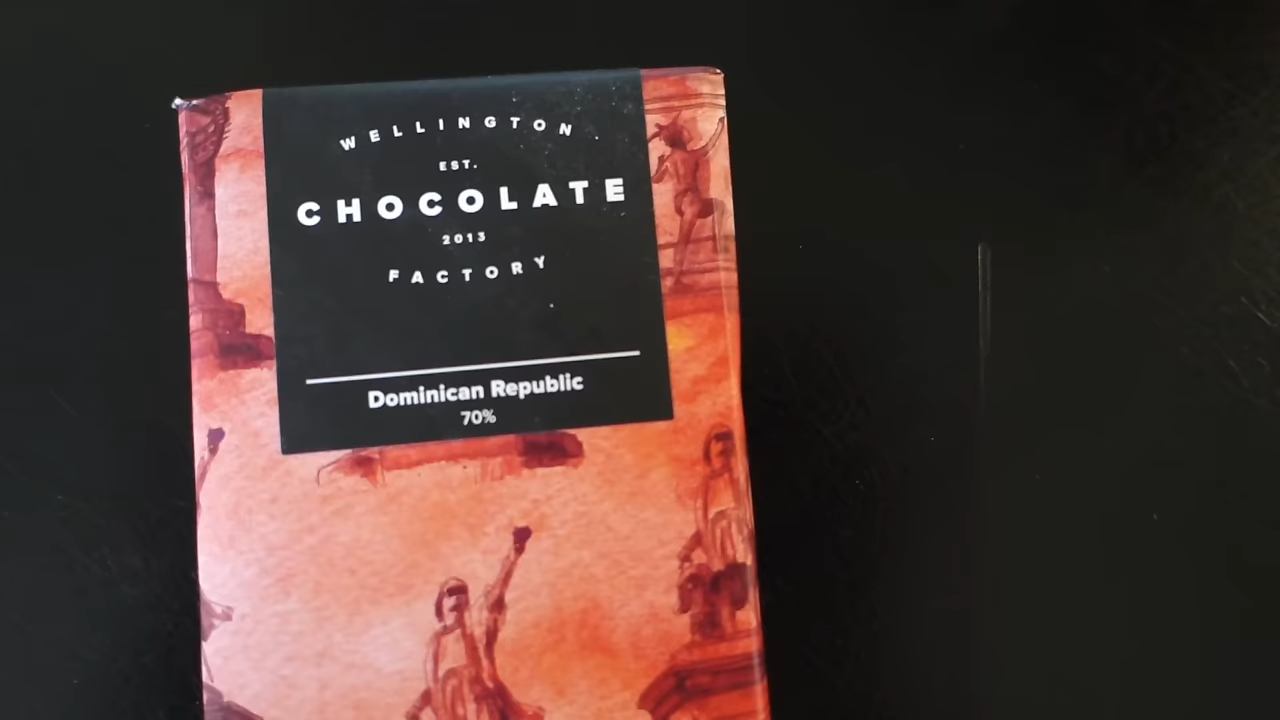 WELLINGTON
EST.
CHOCOLATE
2013
FACTORY
Dominican Republic
70%